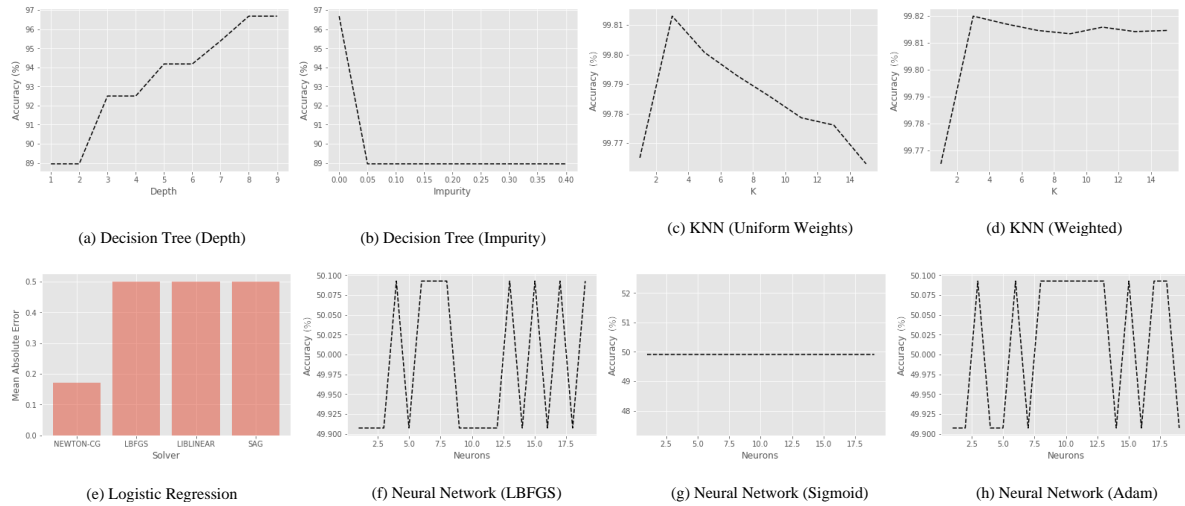 97
96
95
94
93
92
91
90
89
Accuracy (%)
1 2 3 4 5 6 7 8 9
Depth
(a) Decision Tree (Depth)
97
96
95
94
93
92
91
90
89
Accuracy (%)
0.00 0.05 0.10 0.15 0.20 0.25 0.30 0.35 0.40
Impurity
(b) Decision Tree (Impurity)
99.81
99.80
99.79
99.78
99.77
Accuracy (%)
2 4 6 8 10 12 14
K
(c) KNN (Uniform Weights)
99.82
99.81
99.80
99.79
99.78
99.77
Accuracy (%)
2 4 6 8 10 12 14
K
(d) KNN (Weighted)
0.5
0.4
0.3
0.2
0.1
0.0
Mean Absolute Error
NEWTON-CG LBFGS LIBLINEAR SAG
Solver
(e) Logistic Regression
50.100
50.075
50.050
50.025
50.000
49.975
49.950
49.925
49.900
Accuracy (%)
2.5 5.0 7.5 10.0 12.5 15.0 17.5
Neurons
(f) Neural Network (LBFGS)
52
51
50
49
48
Accuracy (%)
2.5 5.0 7.5 10.0 12.5 15.0 17.5
Neurons
(g) Neural Network (Sigmoid)
50.100
50.075
50.050
50.025
50.000
49.975
49.950
49.925
49.900
Accuracy (%)
2.5 5.0 7.5 10.0 12.5 15.0 17.5
Neurons
(h) Neural Network (Adam)